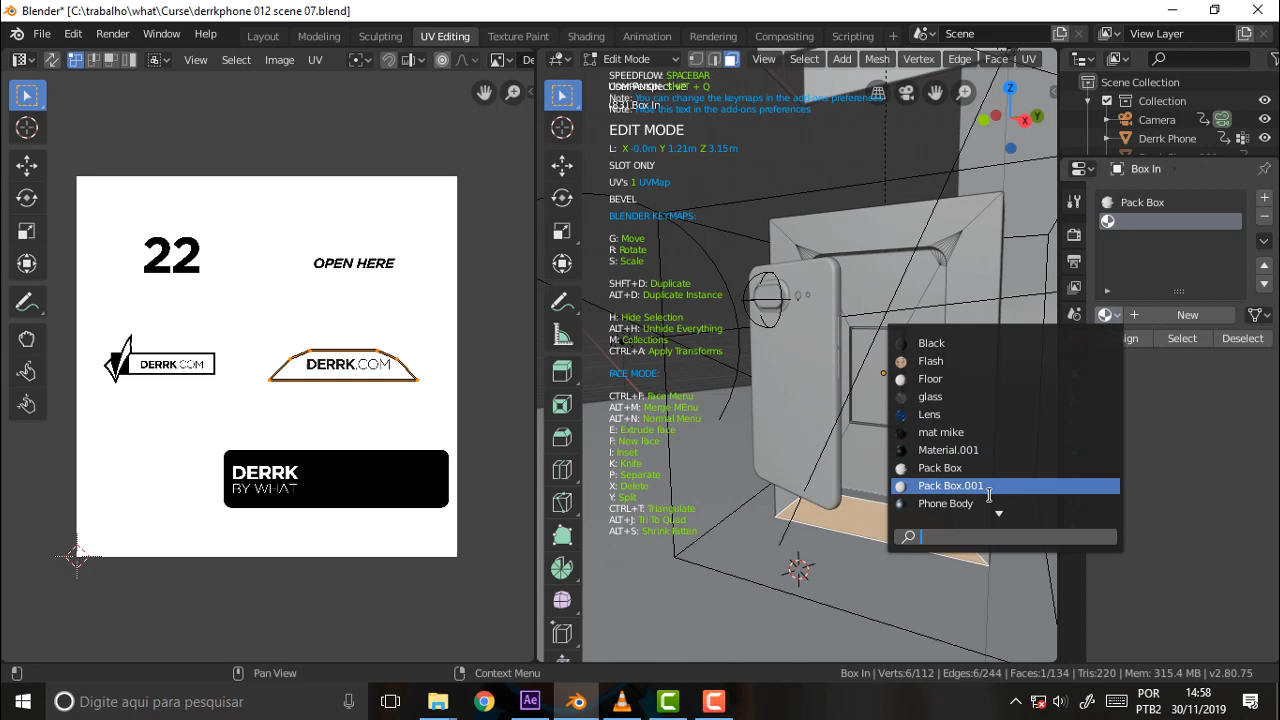 Blender* [C:\trabalho\what\Curse\derrkphone 012 scene 07.blend]
File Edit Render Window Help Layout Modeling Sculpting UV Editing Texture Paint Shading Animation Rendering Compositing Scripting + Scene View Layer
View Select Image UV De Edit Mode View Select Add Mesh Vertex Edge Face UV
SPEEDFLOW: SPACEBAR
Note: You can change the keymaps in the add-ons preferences
Note: Hide this text in the add-ons preferences
EDIT MODE
L: X -0.0m Y 1.21m Z 3.15m
SLOT ONLY
UV's 1 UVMap
BEVEL
BLENDER KEYMAPS:
G: Move
R: Rotate
S: Scale
SHFT+D: Duplicate
ALT+D: Duplicate Instance
H: Hide Selection
ALT+H: Unhide Everything
M: Collections
CTRL+A: Apply Transforms
FACE MODE:
CTRL+F: Face Menu
ALT+M: Merge MEnu
ALT+N: Normal Menu
E: Extrude Face
F: New Face
I: Inset
K: Knife
P: Separate
X: Delete
Y: Split
CTRL+T: Triangulate
ALT+J: Tri To Quad
ALT+S: Shrink Fatten
22
OPEN HERE
DERRK.COM
DERRK.COM
DERRK
BY WHAT
Z
X
Y
Scene Collection
Collection
Camera
Derrk Phone
Box In
Pack Box
New
Select Deselect
Black
Flash
Floor
glass
Lens
mat mike
Material.001
Pack Box
Pack Box.001
Phone Body
Pan View Context Menu Box In | Verts:6/112 | Edges:6/244 | Faces:1/134 | Tris:220 | Mem: 315.4 MB | v2.80.75
Digite aqui para pesquisar
POR
PTB2
14:58
30/11/2019